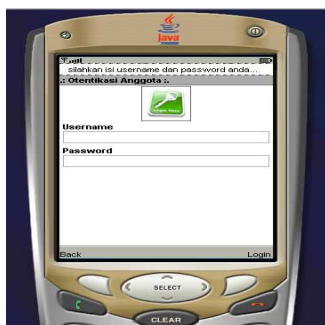 Java
silahkan isi username dan password anda...
.: Otentikasi Anggota :.
Username
Password
Back
Login
SELECT
CLEAR